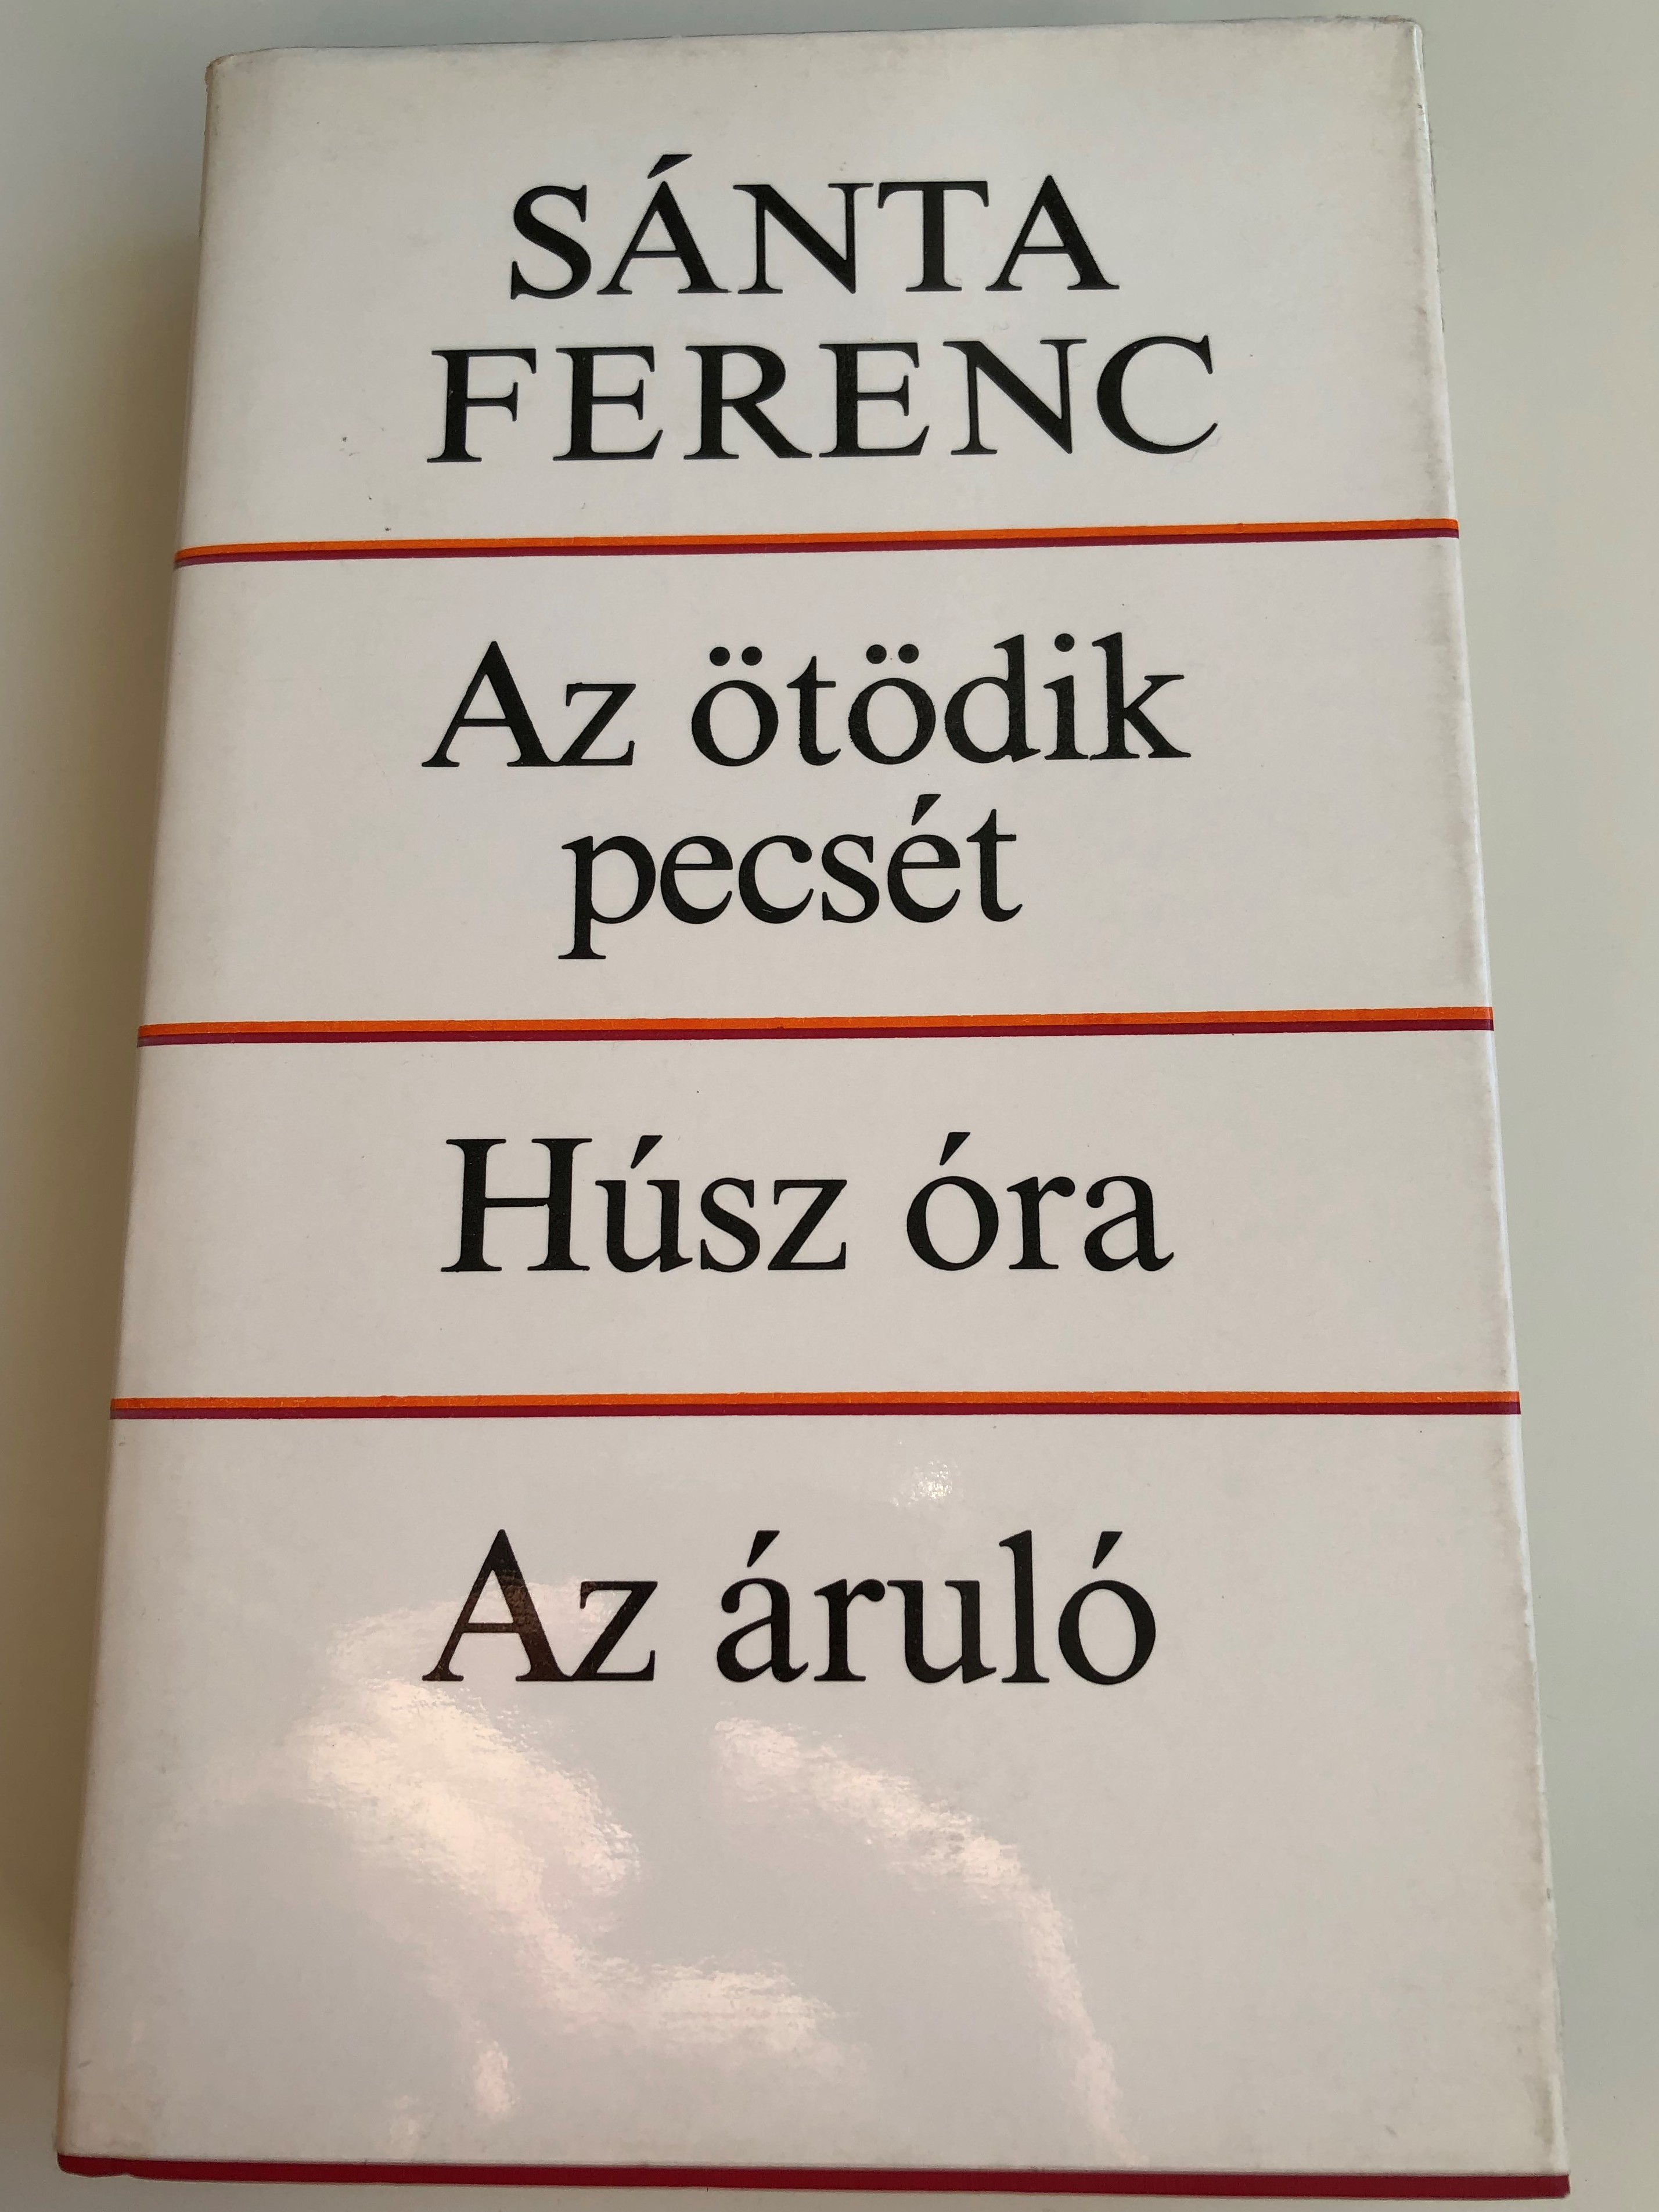 SÁNTA
FERENC
Az ötödik
pecsét
Húsz óra
Az áruló